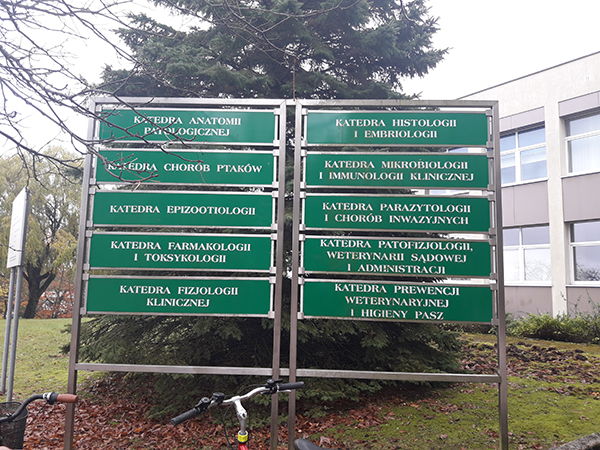 KATEDRA ANATOMII
PATOLOGICZNEJ
KATEDRA CHORÓB PTAKÓW
KATEDRA EPIZOOTIOLOGII
KATEDRA FARMAKOLOGII
I TOKSYKOLOGII
KATEDRA FIZJOLOGII
KLINICZNEJ
KATEDRA HISTOLOGII
I EMBRIOLOGII
KATEDRA MIKROBIOLOGII
I IMMUNOLOGII KLINICZNEJ
KATEDRA PARAZYTOLOGII
I CHORÓB INWAZYJNYCH
KATEDRA PATOFIZJOLOGII,
WETERYNARII SĄDOWEJ
I ADMINISTRACJI
KATEDRA PREWENCJI
WETERYNARYJNEJ
I HIGIENY PASZ